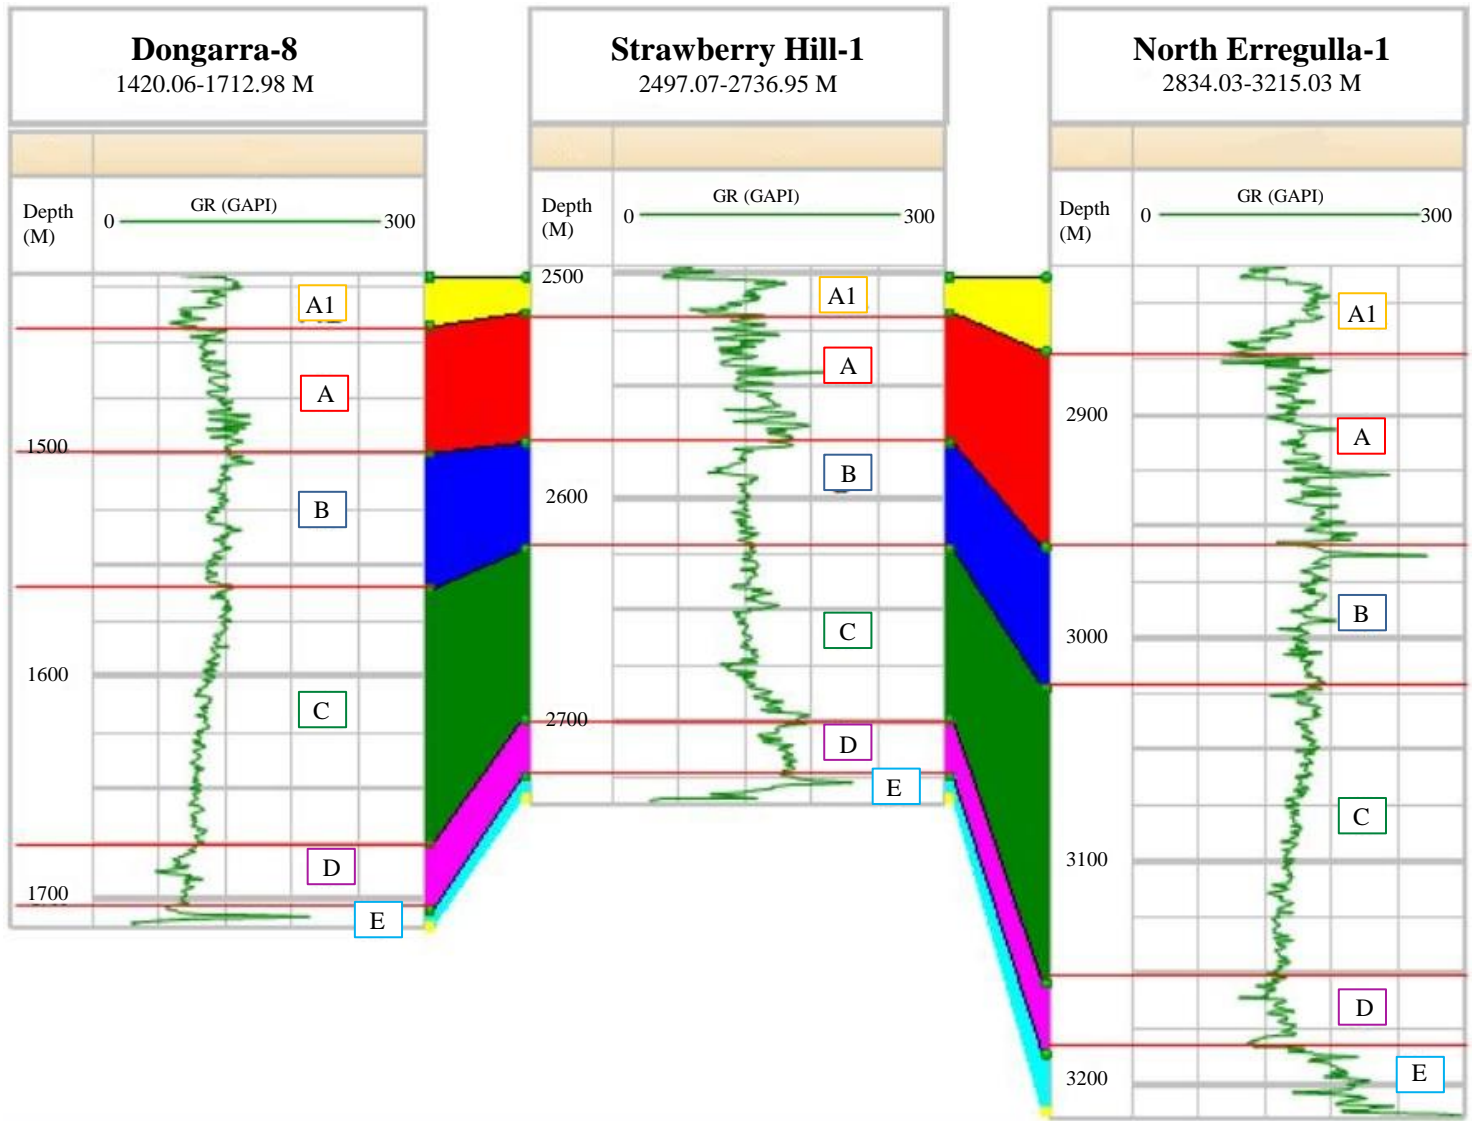 Dongarra-8
1420.06-1712.98 M
Depth
(M)
GR (GAPI)
0
300
A1
A
1500
B
1600
C
D
1700
E
Strawberry Hill-1
2497.07-2736.95 M
Depth
(M)
GR (GAPI)
0
300
2500
A1
A
B
2600
C
2700
D
E
North Erregulla-1
2834.03-3215.03 M
Depth
(M)
GR (GAPI)
0
300
A1
2900
A
B
3000
C
3100
D
E
3200